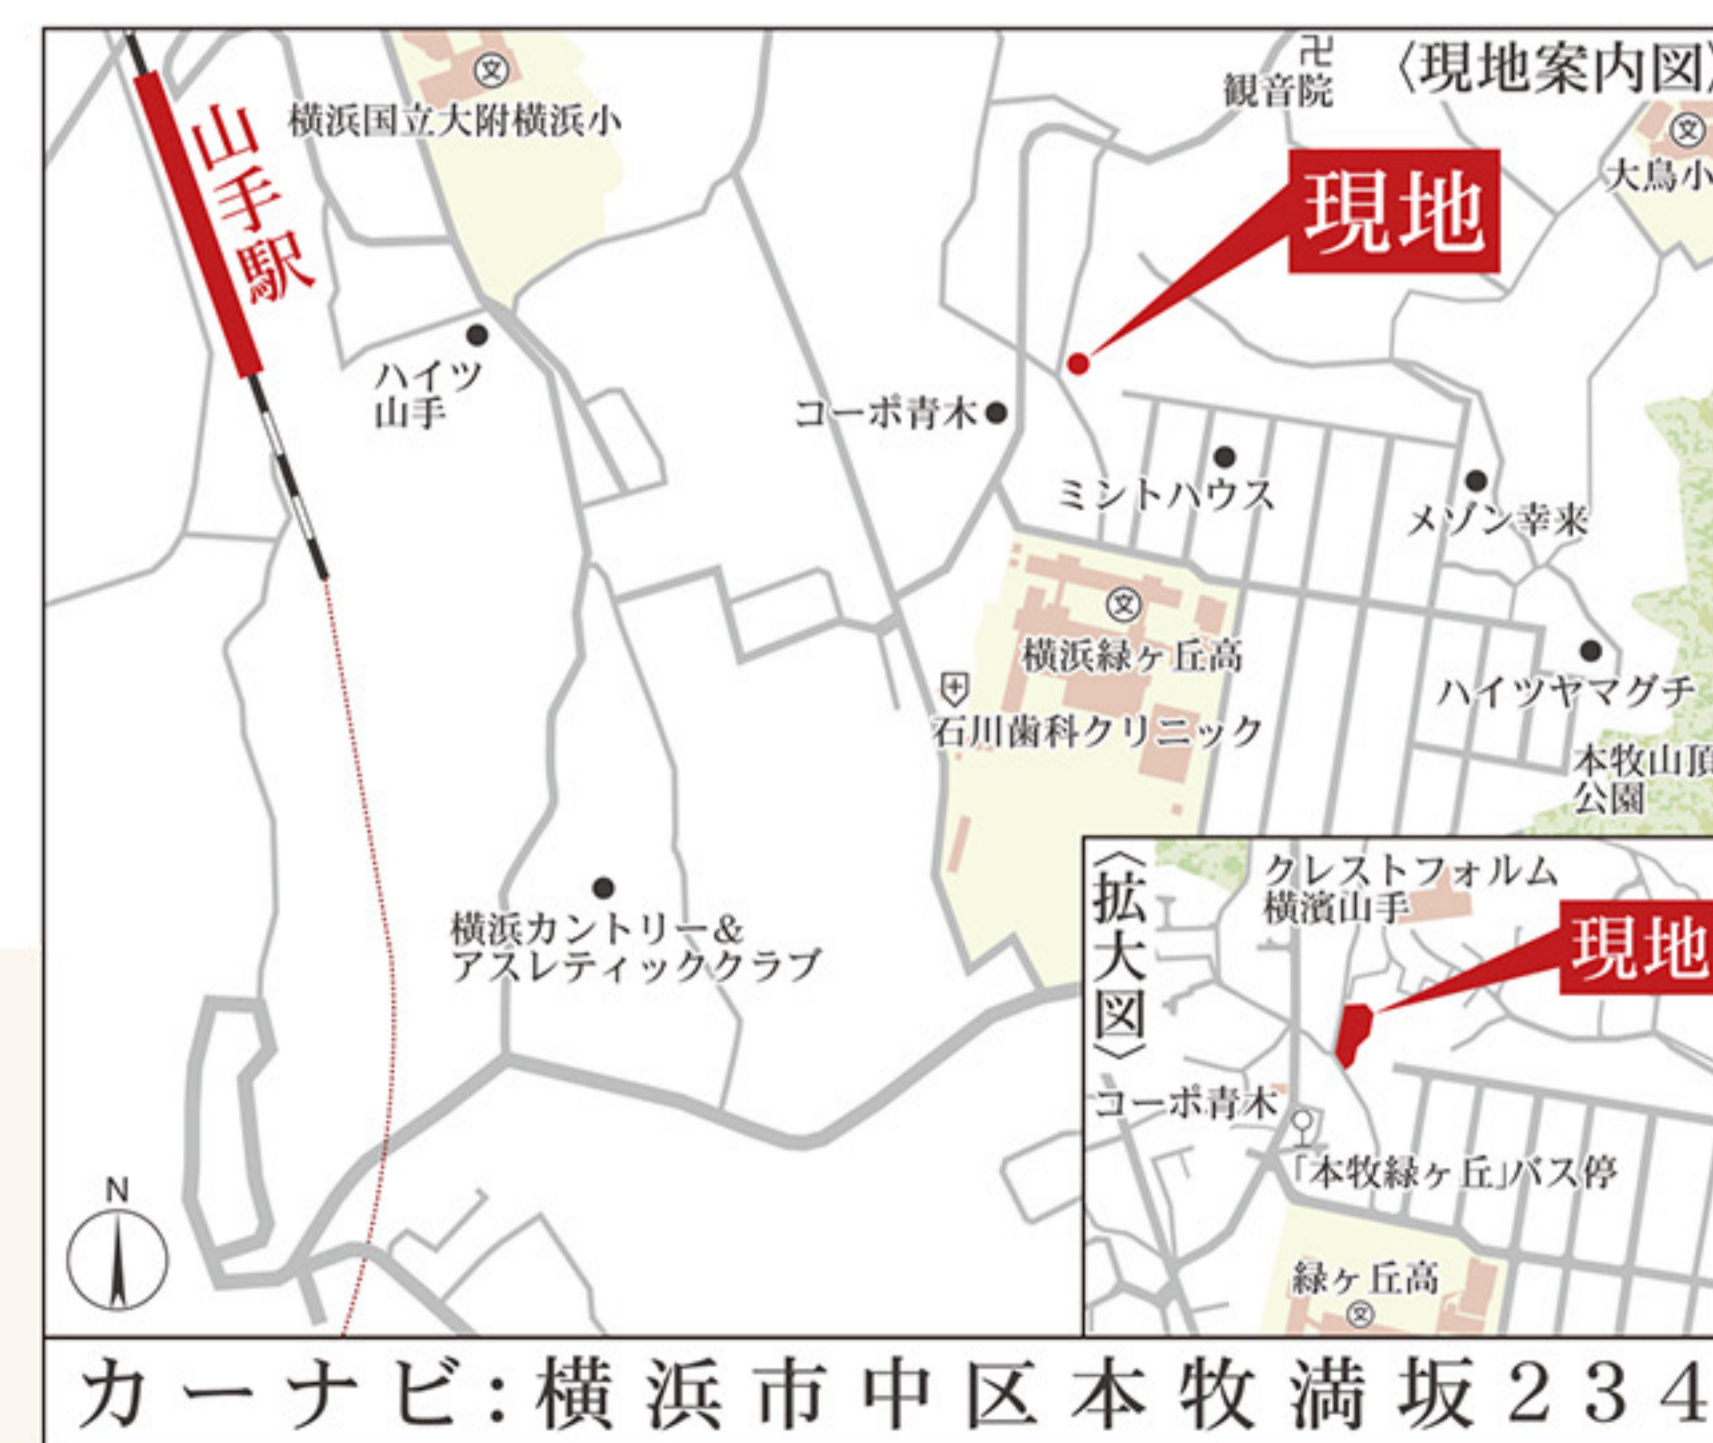 〈現地案内図〉
卍
観音院
文
横浜国立大附横浜小
文
大鳥小
山手駅
現地
ハイツ
山手
コーポ青木
ミントハウス
メゾン幸来
文
横浜緑ヶ丘高
石川歯科クリニック
ハイツヤマグチ
本牧山頂
公園
横浜カントリー&
アスレティッククラブ
N
〈拡大図〉
クレストフォルム
横濱山手
現地
コーポ青木
「本牧緑ヶ丘」バス停
緑ヶ丘高
文
カーナビ:横浜市中区本牧満坂234